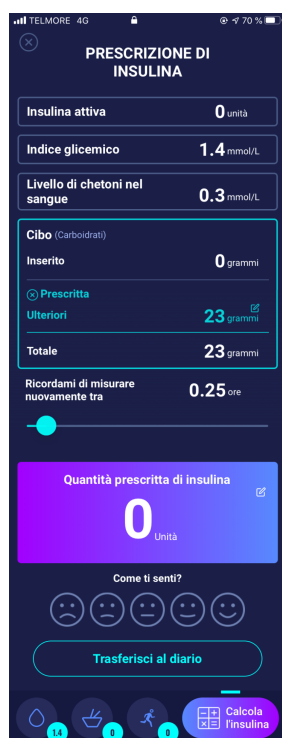 TELMORE 4G 70 %
PRESCRIZIONE DI
INSULINA
Insulina attiva 0 unità
Indice glicemico 1.4 mmol/L
Livello di chetoni nel
sangue 0.3 mmol/L
Cibo (Carboidrati)
Inserito 0 grammi
Prescritta
Ulteriori 23 grammi
Totale 23 grammi
Ricordami di misurare
nuovamente tra 0.25 ore
Quantità prescritta di insulina
0 Unità
Come ti senti?
Trasferisci al diario
1.4 0 0
Calcola
l'insulina